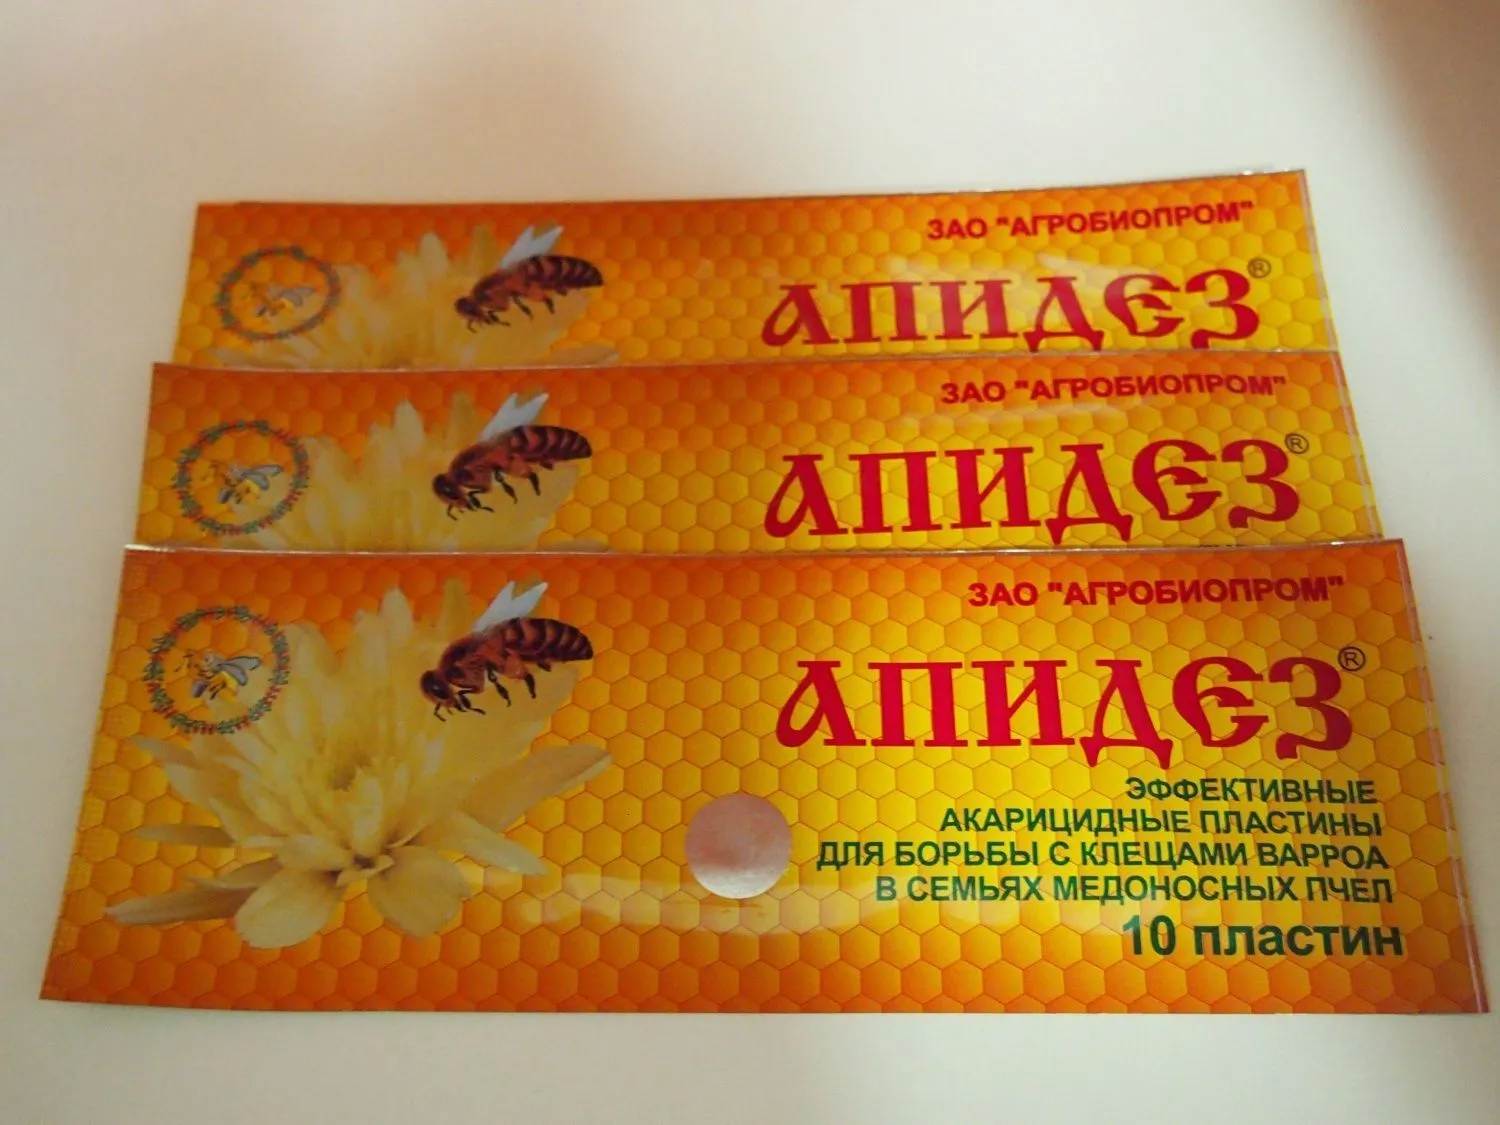 ЗАО "АГРОБИОПРОМ"
АПИДЕЗ®
ЗАО "АГРОБИОПРОМ"
АПИДЕЗ®
ЗАО "АГРОБИОПРОМ"
АПИДЕЗ®
ЭФФЕКТИВНЫЕ
АКАРИЦИДНЫЕ ПЛАСТИНЫ
ДЛЯ БОРЬБЫ С КЛЕЩАМИ ВАРРОА
В СЕМЬЯХ МЕДОНОСНЫХ ПЧЕЛ
10 пластин